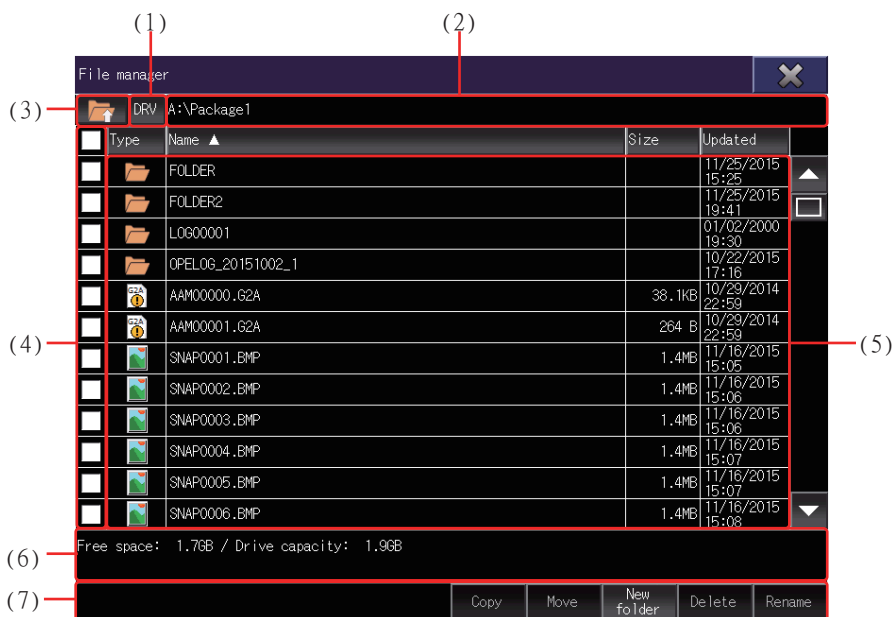 (1) (2)
File manager
(3) DRV A:\Package1
Type Name ▲ Size Updated
FOLDER 11/25/2015 15:25
FOLDER2 11/25/2015 19:41
LOG00001 01/02/2000 19:30
OPELOG_20151002_1 10/22/2015 17:16
G2A AAM00000.G2A 38.1KB 10/29/2014 22:59
G2A AAM00001.G2A 264 B 10/29/2014 22:59
(4) SNAP0001.BMP 1.4MB 11/16/2015 15:05 (5)
SNAP0002.BMP 1.4MB 11/16/2015 15:06
SNAP0003.BMP 1.4MB 11/16/2015 15:06
SNAP0004.BMP 1.4MB 11/16/2015 15:07
SNAP0005.BMP 1.4MB 11/16/2015 15:07
SNAP0006.BMP 1.4MB 11/16/2015 15:08
(6) Free space: 1.7GB / Drive capacity: 1.9GB
(7) Copy Move New folder Delete Rename